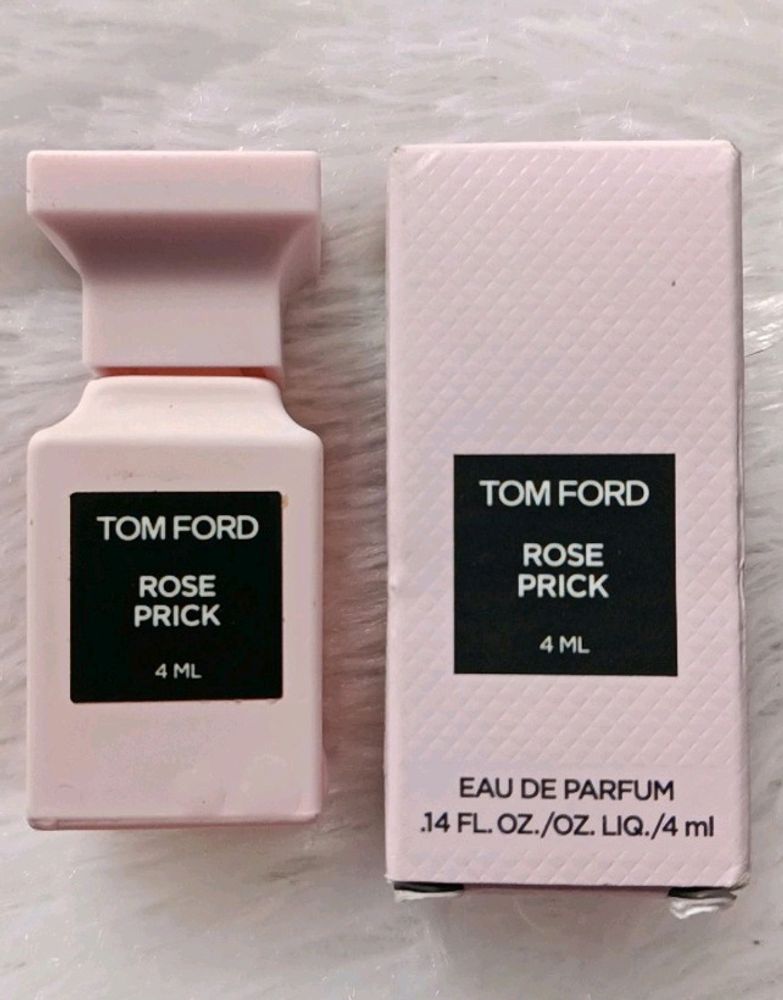 TOM FORD
ROSE
PRICK
4 ML
TOM FORD
ROSE
PRICK
4 ML
EAU DE PARFUM
.14 FL. OZ./OZ. LIQ./4 ml